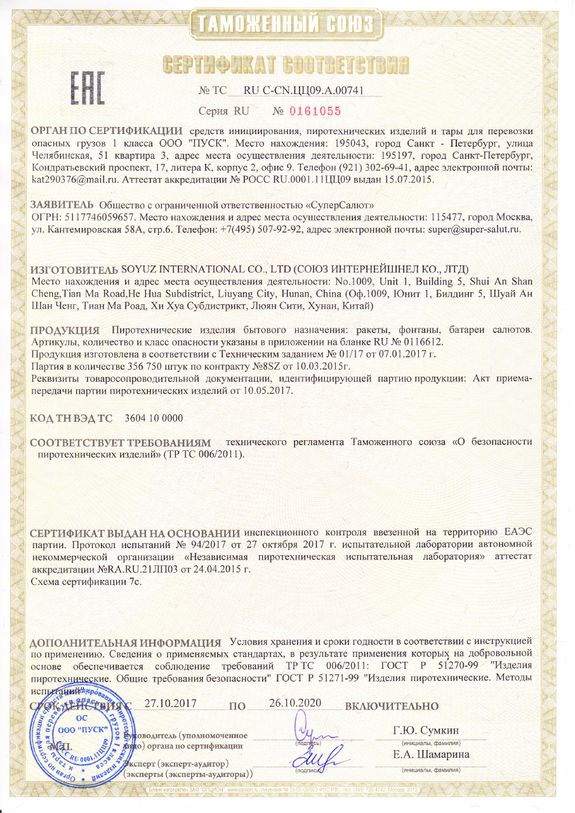 ТАМОЖЕННЫЙ СОЮЗ
СЕРТИФИКАТ СООТВЕТСТВИЯ
ЕАС
№ ТС RU C-CN.ЦЦ09.А.00741
Серия RU № 0161055
ОРГАН ПО СЕРТИФИКАЦИИ средств инициирования, пиротехнических изделий и тары для перевозки
опасных грузов 1 класса ООО "ПУСК". Место нахождения: 195043, город Санкт - Петербург, улица
Челябинская, 51 квартира 3, адрес места осуществления деятельности: 195197, город Санкт-Петербург,
Кондратьевский проспект, 17, литера К, корпус 2, офис 9. Телефон (921) 302-69-41, адрес электронной почты:
kat290376@mail.ru. Аттестат аккредитации № РОСС RU.0001.11ЦЦ09 выдан 15.07.2015.
ЗАЯВИТЕЛЬ Общество с ограниченной ответственностью «СуперСалют»
ОГРН: 5117746059657. Место нахождения и адрес места осуществления деятельности: 115477, город Москва,
ул. Кантемировская 58А, стр.6. Телефон: +7(495) 507-92-92, адрес электронной почты: super@super-salut.ru.
ИЗГОТОВИТЕЛЬ SOYUZ INTERNATIONAL CO., LTD (СОЮЗ ИНТЕРНЕЙШНЕЛ КО., ЛТД)
Место нахождения и адрес места осуществления деятельности: No.1009, Unit 1, Building 5, Shui An Shan
Cheng,Tian Ma Road,He Hua Subdistrict, Liuyang City, Hunan, China (Оф.1009, Юнит 1, Билдинг 5, Шуай Ан
Шан Ченг, Тиан Ма Роад, Хи Хуа Субдистрикт, Люян Сити, Хунан, Китай)
ПРОДУКЦИЯ Пиротехнические изделия бытового назначения: ракеты, фонтаны, батареи салютов.
Артикулы, количество и класс опасности указаны в приложении на бланке RU № 0116612.
Продукция изготовлена в соответствии с Техническим заданием № 01/17 от 07.01.2017 г.
Партия в количестве 356 750 штук по контракту №8SZ от 10.03.2015г.
Реквизиты товаросопроводительной документации, идентифицирующей партию продукции: Акт приема-
передачи партии пиротехнических изделий от 10.05.2017.
КОД ТН ВЭД ТС 3604 10 0000
СООТВЕТСТВУЕТ ТРЕБОВАНИЯМ технического регламента Таможенного союза «О безопасности
пиротехнических изделий» (ТР ТС 006/2011).
СЕРТИФИКАТ ВЫДАН НА ОСНОВАНИИ инспекционного контроля ввезенной на территорию ЕАЭС
партии. Протокол испытаний № 94/2017 от 27 октября 2017 г. испытательной лаборатории автономной
некоммерческой организации «Независимая пиротехническая испытательная лаборатория» аттестат
аккредитации №RA.RU.21ЛП03 от 24.04.2015 г.
Схема сертификации 7с.
ДОПОЛНИТЕЛЬНАЯ ИНФОРМАЦИЯ Условия хранения и сроки годности в соответствии с инструкцией
по применению. Сведения о применяемых стандартах, в результате применения которых на добровольной
основе обеспечивается соблюдение требований ТР ТС 006/2011: ГОСТ Р 51270-99 "Изделия
пиротехнические. Общие требования безопасности" ГОСТ Р 51271-99 "Изделия пиротехнические. Методы
испытаний".
СРОК ДЕЙСТВИЯ С 27.10.2017 ПО 26.10.2020 ВКЛЮЧИТЕЛЬНО
ОС
ООО "ПУСК"
М.П.
Руководитель (уполномоченное
лицо) органа по сертификации
(подпись)
Г.Ю. Сумкин
(инициалы, фамилия)
Эксперт (эксперт-аудитор)
(эксперты (эксперты-аудиторы))
(подпись)
Е.А. Шамарина
(инициалы, фамилия)